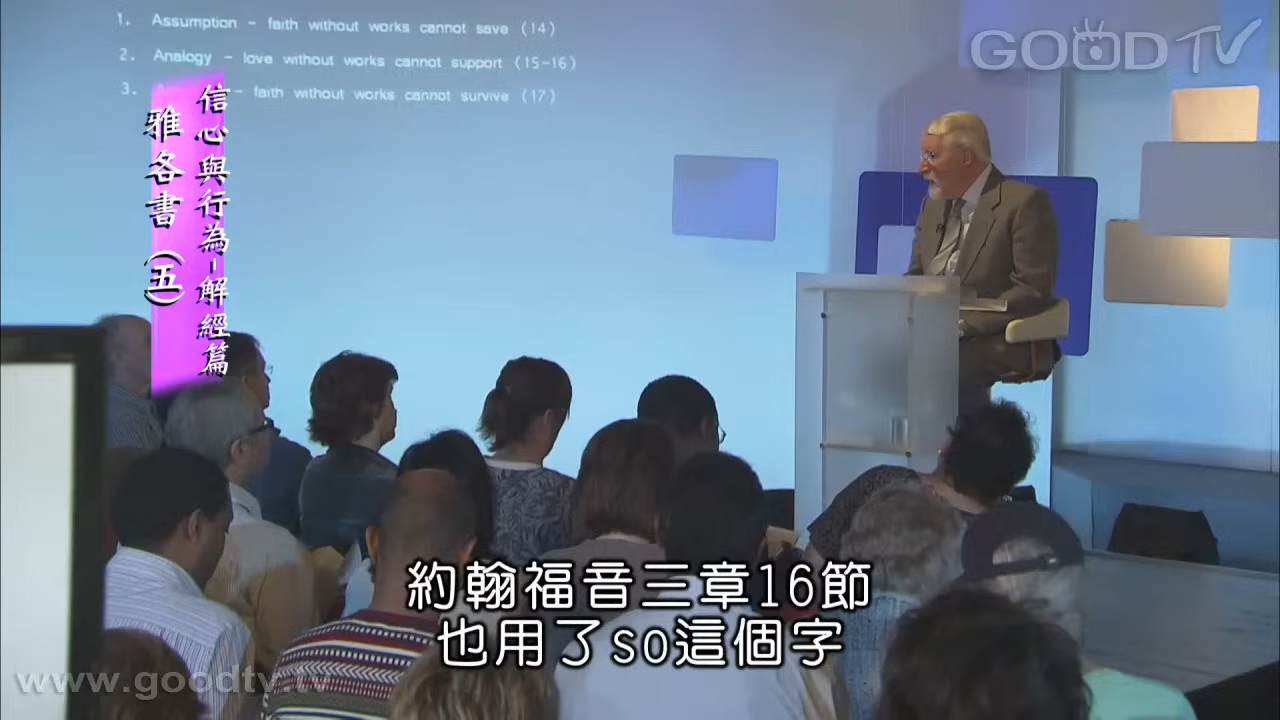 1. Assumption - faith without works cannot save (14)
2. Analogy - love without works cannot support (15-16)
3. - faith without works cannot survive (17)
GOODTV
信心與行為-解經篇
雅各書(五)
約翰福音三章16節
也用了so這個字
www.goodtv.tv